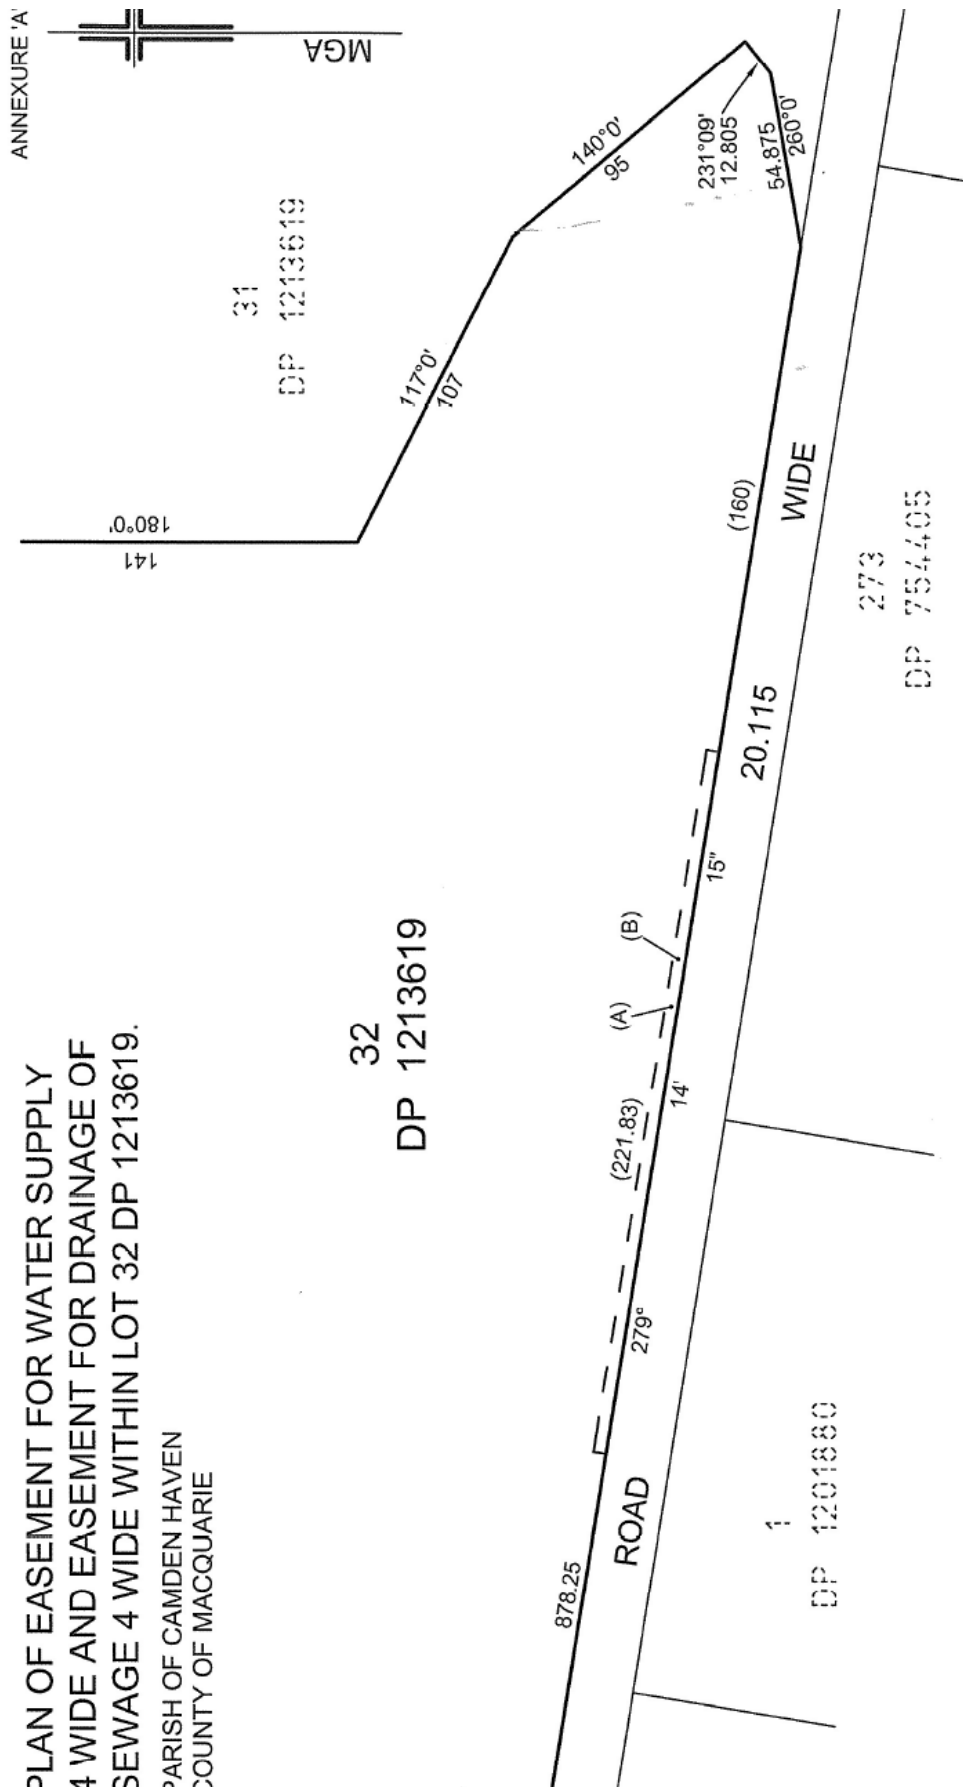 ANNEXURE 'A'
PLAN OF EASEMENT FOR WATER SUPPLY
4 WIDE AND EASEMENT FOR DRAINAGE OF
SEWAGE 4 WIDE WITHIN LOT 32 DP 1213619.
PARISH OF CAMDEN HAVEN
COUNTY OF MACQUARIE
MGA
31
DP 1213619
180°0'
141
117°0'
107
140°0'
95
231°09'
12.805
54.875
260°0'
32
DP 1213619
(A)
(B)
(221.83)
(160)
878.25
279°
14'
15"
ROAD
20.115
WIDE
1
DP 1201880
273
DP 754405